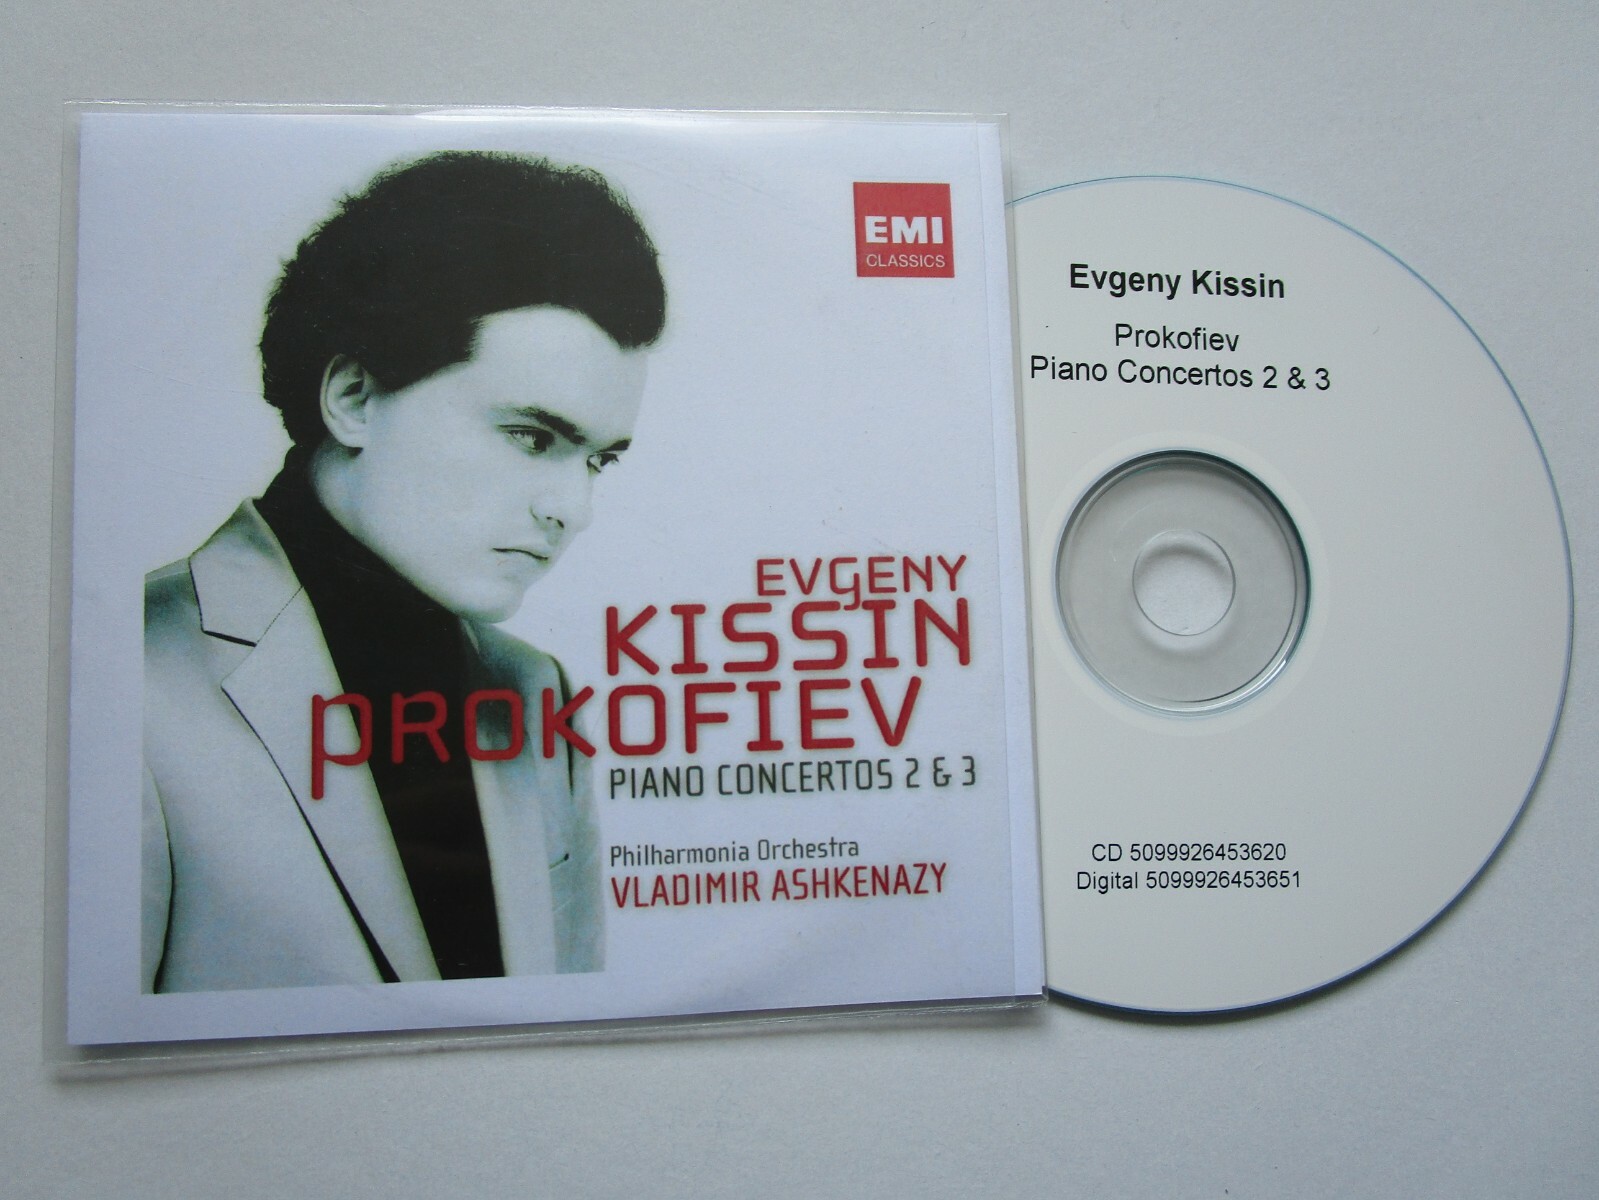 EMI
CLASSICS
EVGENY
KISSIN
PROKOFIEV
PIANO CONCERTOS 2 & 3
Philharmonia Orchestra
VLADIMIR ASHKENAZY
Evgeny Kissin
Prokofiev
Piano Concertos 2 & 3
CD 5099926453620
Digital 5099926453651